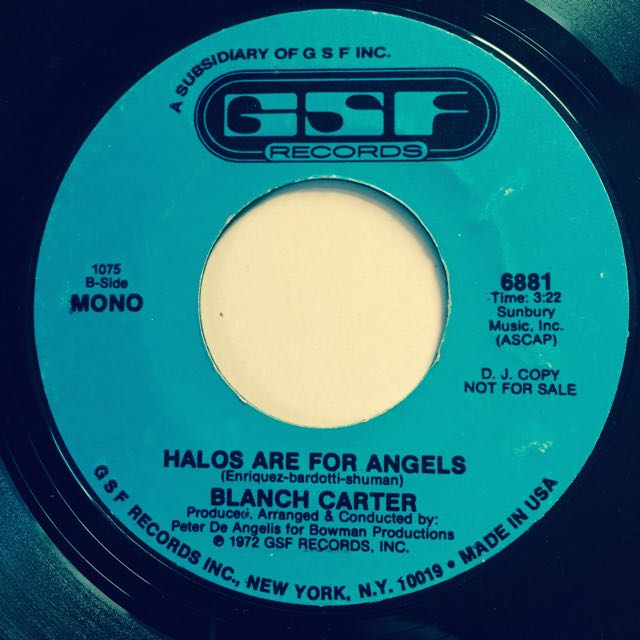 A SUBSIDIARY OF G S F INC.
GSF
RECORDS
1075
B-Side
MONO
6881
Time: 3:22
Sunbury
Music, Inc.
(ASCAP)
D. J. COPY
NOT FOR SALE
HALOS ARE FOR ANGELS
(Enriquez-bardotti-shuman)
BLANCH CARTER
Produced, Arranged & Conducted by:
Peter De Angelis for Bowman Productions
℗ 1972 GSF RECORDS, INC.
G S F RECORDS INC., NEW YORK, N.Y. 10019 • MADE IN USA